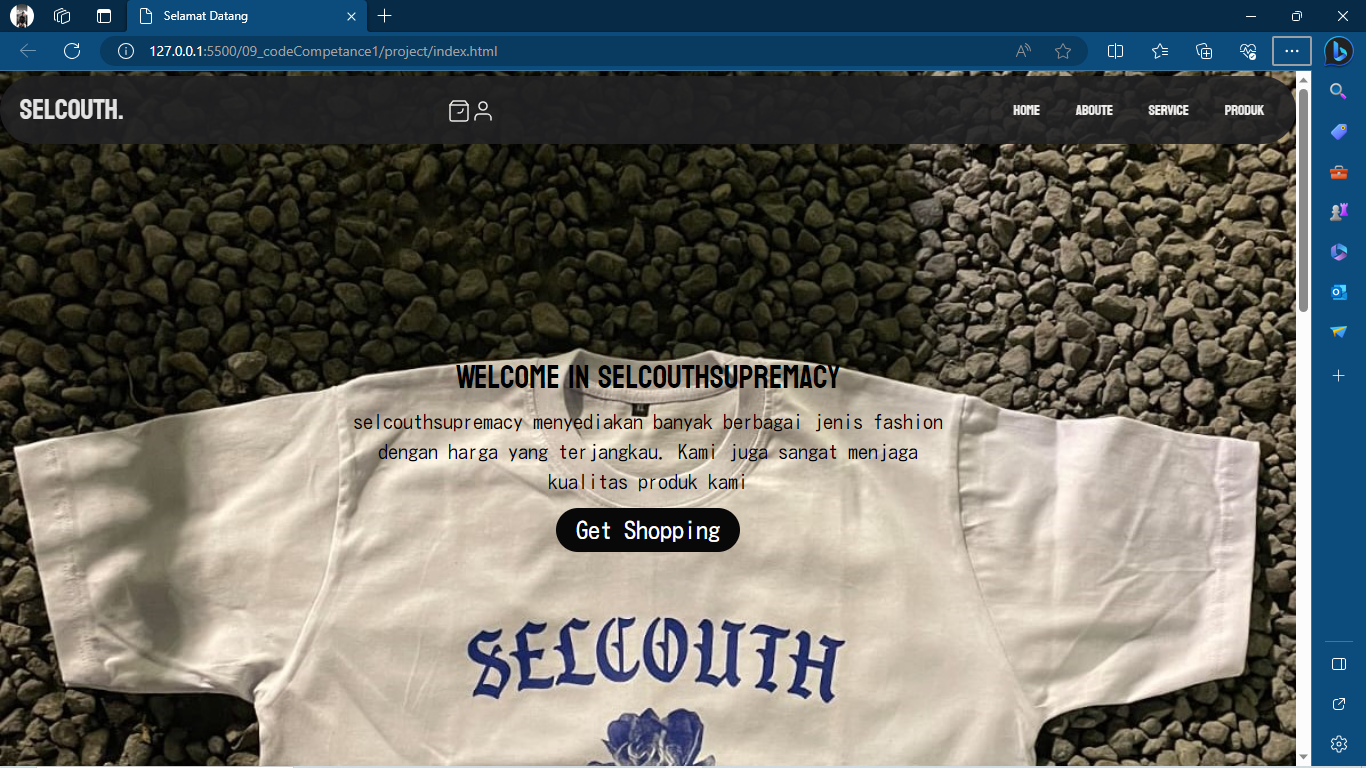 Selamat Datang
127.0.0.1:5500/09_codeCompetance1/project/index.html
SELCOUTH.
HOME ABOUTE SERVICE PRODUK
WELCOME IN SELCOUTHSUPREMACY
selcouthsupremacy menyediakan banyak berbagai jenis fashion
dengan harga yang terjangkau. Kami juga sangat menjaga
kualitas produk kami
Get Shopping
SELCOUTH